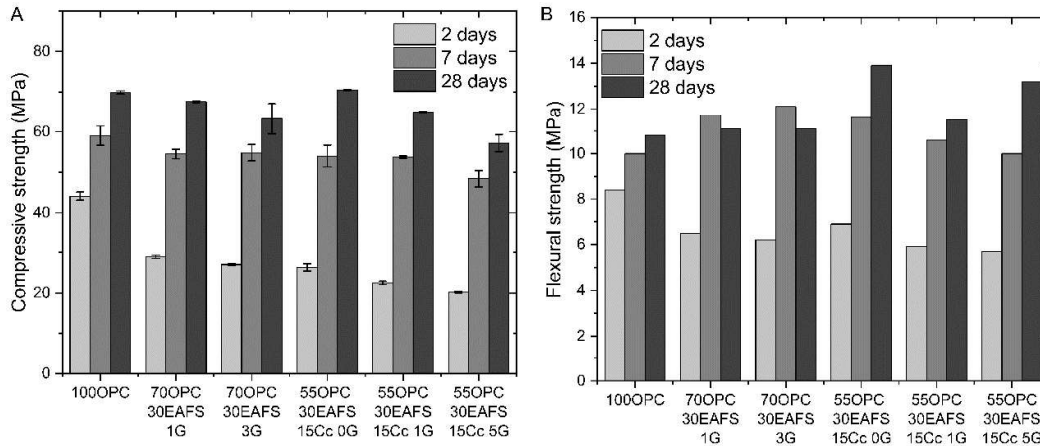 A
Compressive strength (MPa)
80
60
40
20
0
2 days
7 days
28 days
100OPC
70OPC
30EAFS
1G
70OPC
30EAFS
3G
55OPC
30EAFS
15Cc 0G
55OPC
30EAFS
15Cc 1G
55OPC
30EAFS
15Cc 5G
B
Flexural strength (MPa)
16
14
12
10
8
6
4
2
0
2 days
7 days
28 days
100OPC
70OPC
30EAFS
1G
70OPC
30EAFS
3G
55OPC
30EAFS
15Cc 0G
55OPC
30EAFS
15Cc 1G
55OPC
30EAFS
15Cc 5G